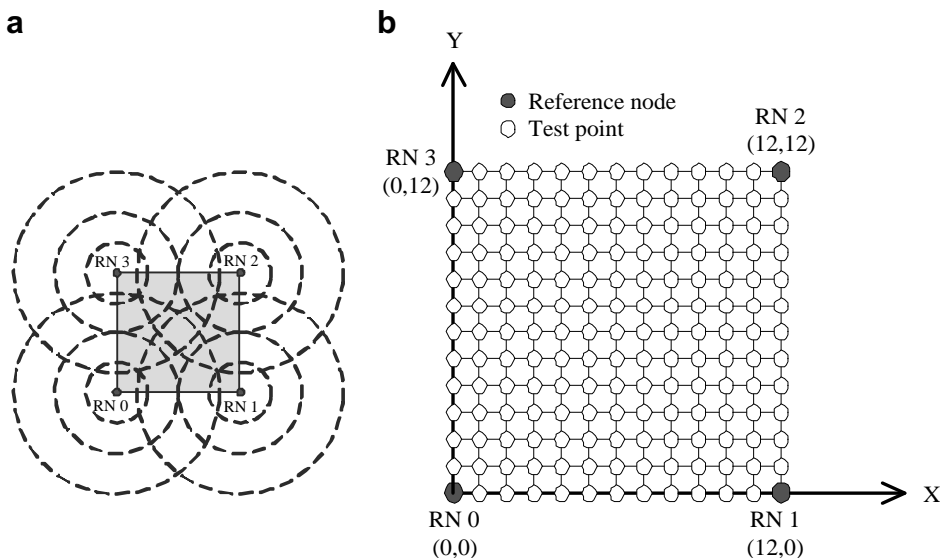 a
RN 3
RN 2
RN 0
RN 1
b
Y
Reference node
Test point
RN 2
(12,12)
RN 3
(0,12)
X
RN 0
(0,0)
RN 1
(12,0)